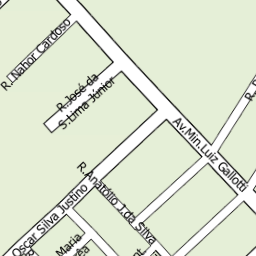 R. Nabor Cardoso
R.José da
S.Lima Júnior
Av.Min.Luiz Gallotti
R.Anatólio J.da Silva
Oscar Silva Justino
Maria